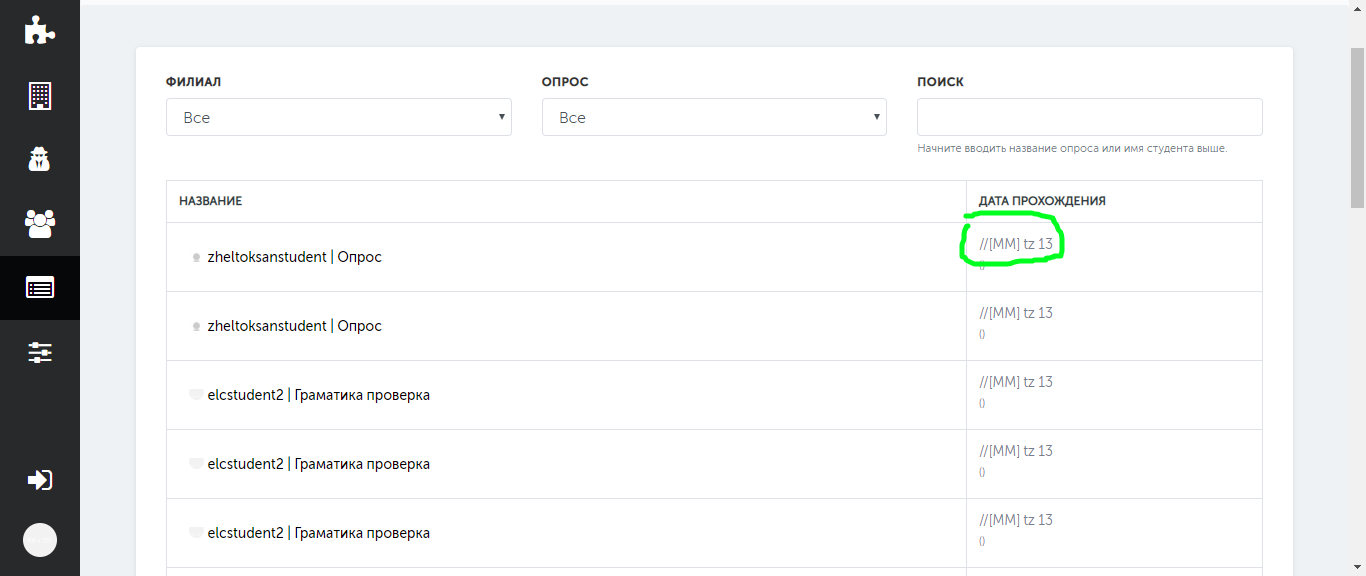 ФИЛИАЛ ОПРОС ПОИСК
Все Все
Начните вводить название опроса или имя студента выше.
НАЗВАНИЕ ДАТА ПРОХОЖДЕНИЯ
zheltoksanstudent | Опрос //[MM] tz 13
()
zheltoksanstudent | Опрос //[MM] tz 13
()
elcstudent2 | Граматика проверка //[MM] tz 13
()
elcstudent2 | Граматика проверка //[MM] tz 13
()
elcstudent2 | Граматика проверка //[MM] tz 13
()